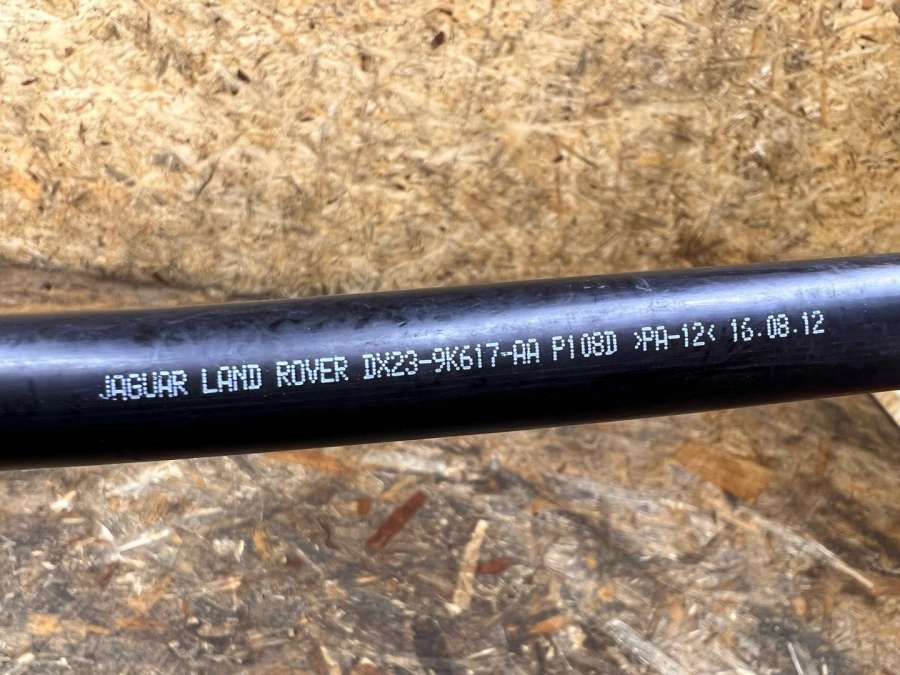 JAGUAR LAND ROVER DX23-9K617-AA P108D >PA-12< 16.08.12